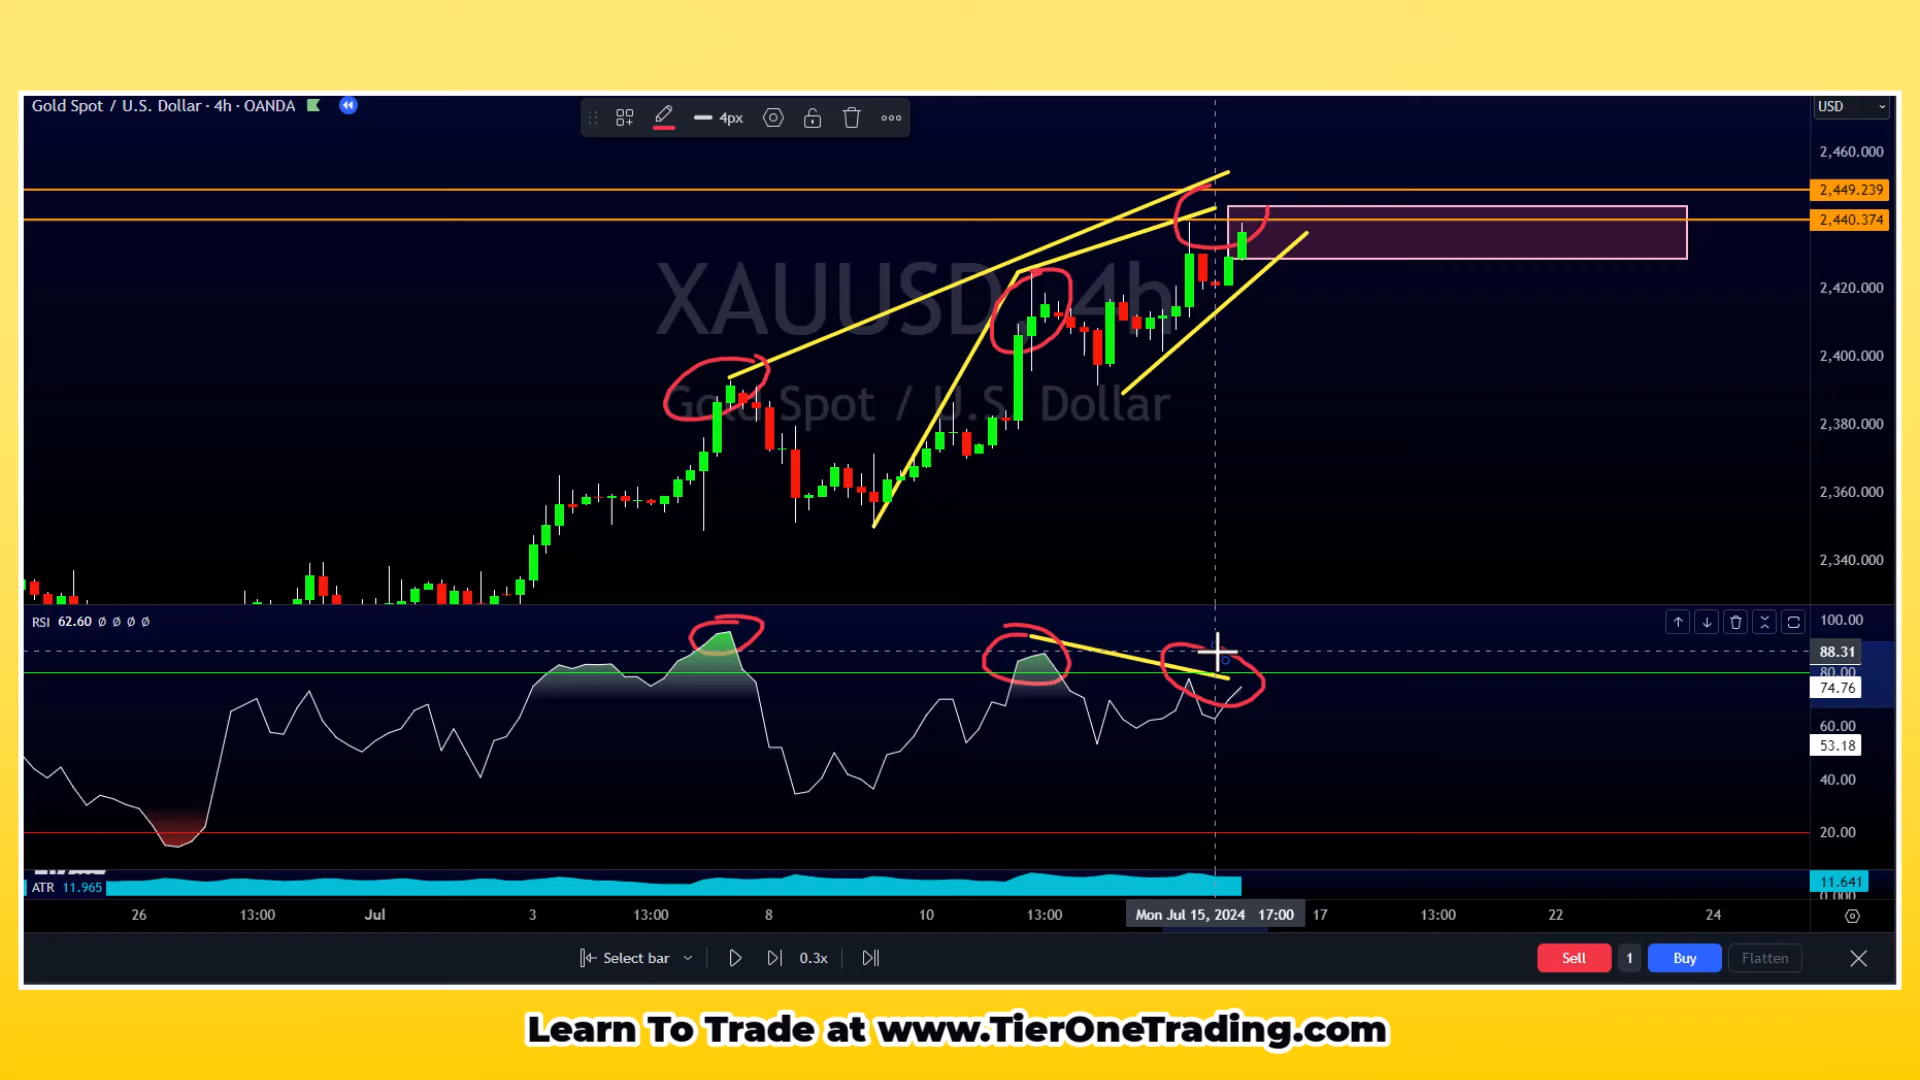 Gold Spot / U.S. Dollar · 4h · OANDA
4px
USD
2,460.000
2,449.239
2,440.374
2,420.000
2,400.000
2,380.000
2,360.000
2,340.000
XAUUSD, 4h
Gold Spot / U.S. Dollar
RSI 62.60 Ø Ø Ø Ø
100.00
88.31
80.00
74.76
60.00
53.18
40.00
20.00
ATR 11.965
11.641
0.000
26 13:00 Jul 3 13:00 8 10 13:00 Mon Jul 15, 2024 17:00 17 13:00 22 24
Select bar 0.3x Sell 1 Buy Flatten
Learn To Trade at www.TierOneTrading.com